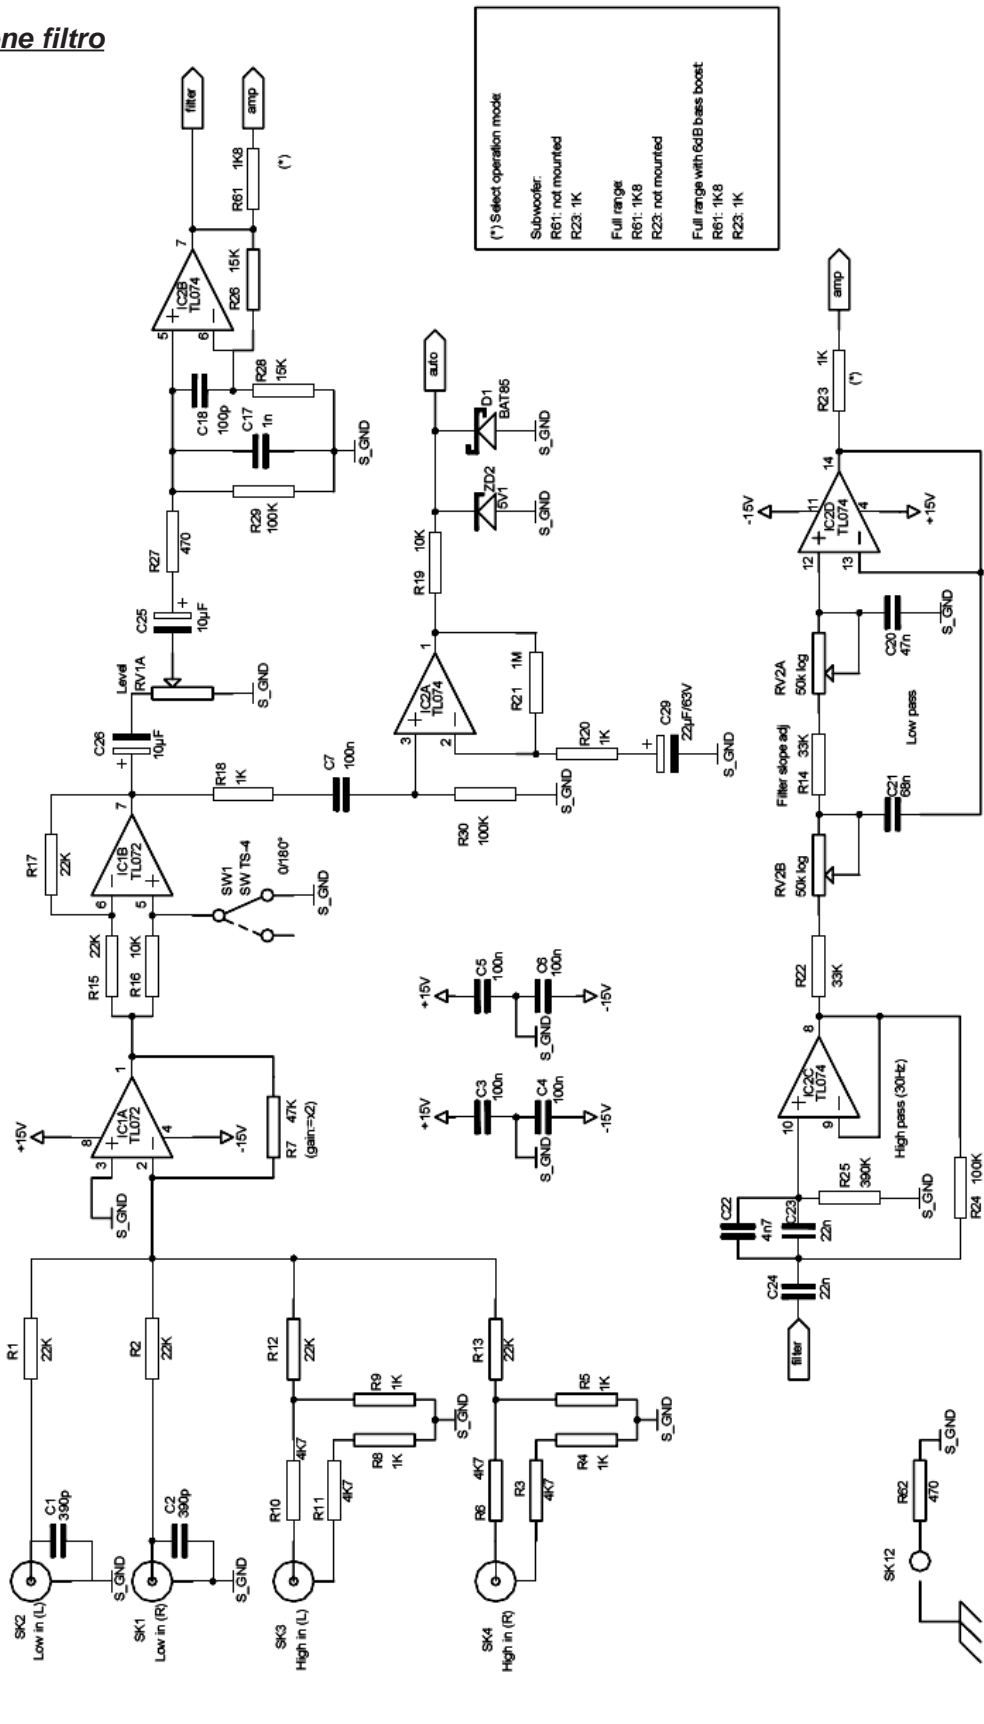 ne filtro
(*) Select operation mode:
Subwoofer:
R61: not mounted
R23: 1K
Full range:
R61: 1K8
R23: not mounted
Full range with 6dB bass boost:
R61: 1K8
R23: 1K
filter
amp
R61 1K8
(*)
7
IC2B
TL074
5
6
R26 15K
C18
100p
C17
1n
R28
15K
R29
100K
S_GND
R27
470
C25
10µF
+
Level
RV1A
S_GND
C26
10µF
+
R17
22K
7
IC1B
TL072
6
5
R15 22K
R16 10K
SW1
SW TS-4
0/180°
S_GND
R18
1K
C7
100n
R30
100K
S_GND
auto
D1
BAT85
S_GND
ZD2
5V1
S_GND
R19 10K
1
IC2A
TL074
3
2
R21 1M
R20
1K
C29
22µF/63V
+
S_GND
+15V
8
1
IC1A
TL072
3
2
4
-15V
S_GND
R7 47K
(gain:=x2)
+15V
C5
100n
S_GND
C6
100n
-15V
+15V
C3
100n
S_GND
C4
100n
-15V
R1
22K
R2
22K
R12
22K
R13
22K
R9
1K
R8
1K
S_GND
R5
1K
R4
1K
S_GND
R10 4K7
R11 4K7
R6 4K7
R3 4K7
C1
390p
S_GND
C2
390p
S_GND
SK2
Low in (L)
SK1
Low in (R)
SK3
High in (L)
SK4
High in (R)
amp
R23 1K
(*)
14
-15V
11
IC2D
TL074
4
+15V
12
13
C20
47n
S_GND
RV2A
50k log
Low pass
Filter slope adj
R14 33K
C21
68n
RV2B
50k log
R22
33K
8
IC2C
TL074
10
9
High pass (30Hz)
C22
4n7
C23
22n
R25
390K
S_GND
R24 100K
C24
22n
filter
SK12
R62
470
S_GND